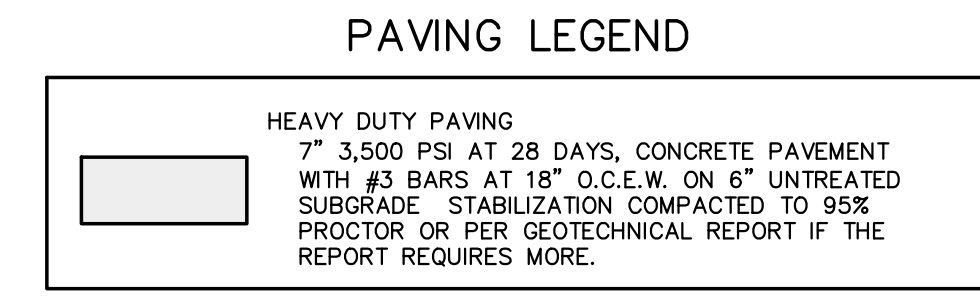 PAVING LEGEND
HEAVY DUTY PAVING
7” 3,500 PSI AT 28 DAYS, CONCRETE PAVEMENT
WITH #3 BARS AT 18” O.C.E.W. ON 6” UNTREATED
SUBGRADE STABILIZATION COMPACTED TO 95%
PROCTOR OR PER GEOTECHNICAL REPORT IF THE
REPORT REQUIRES MORE.